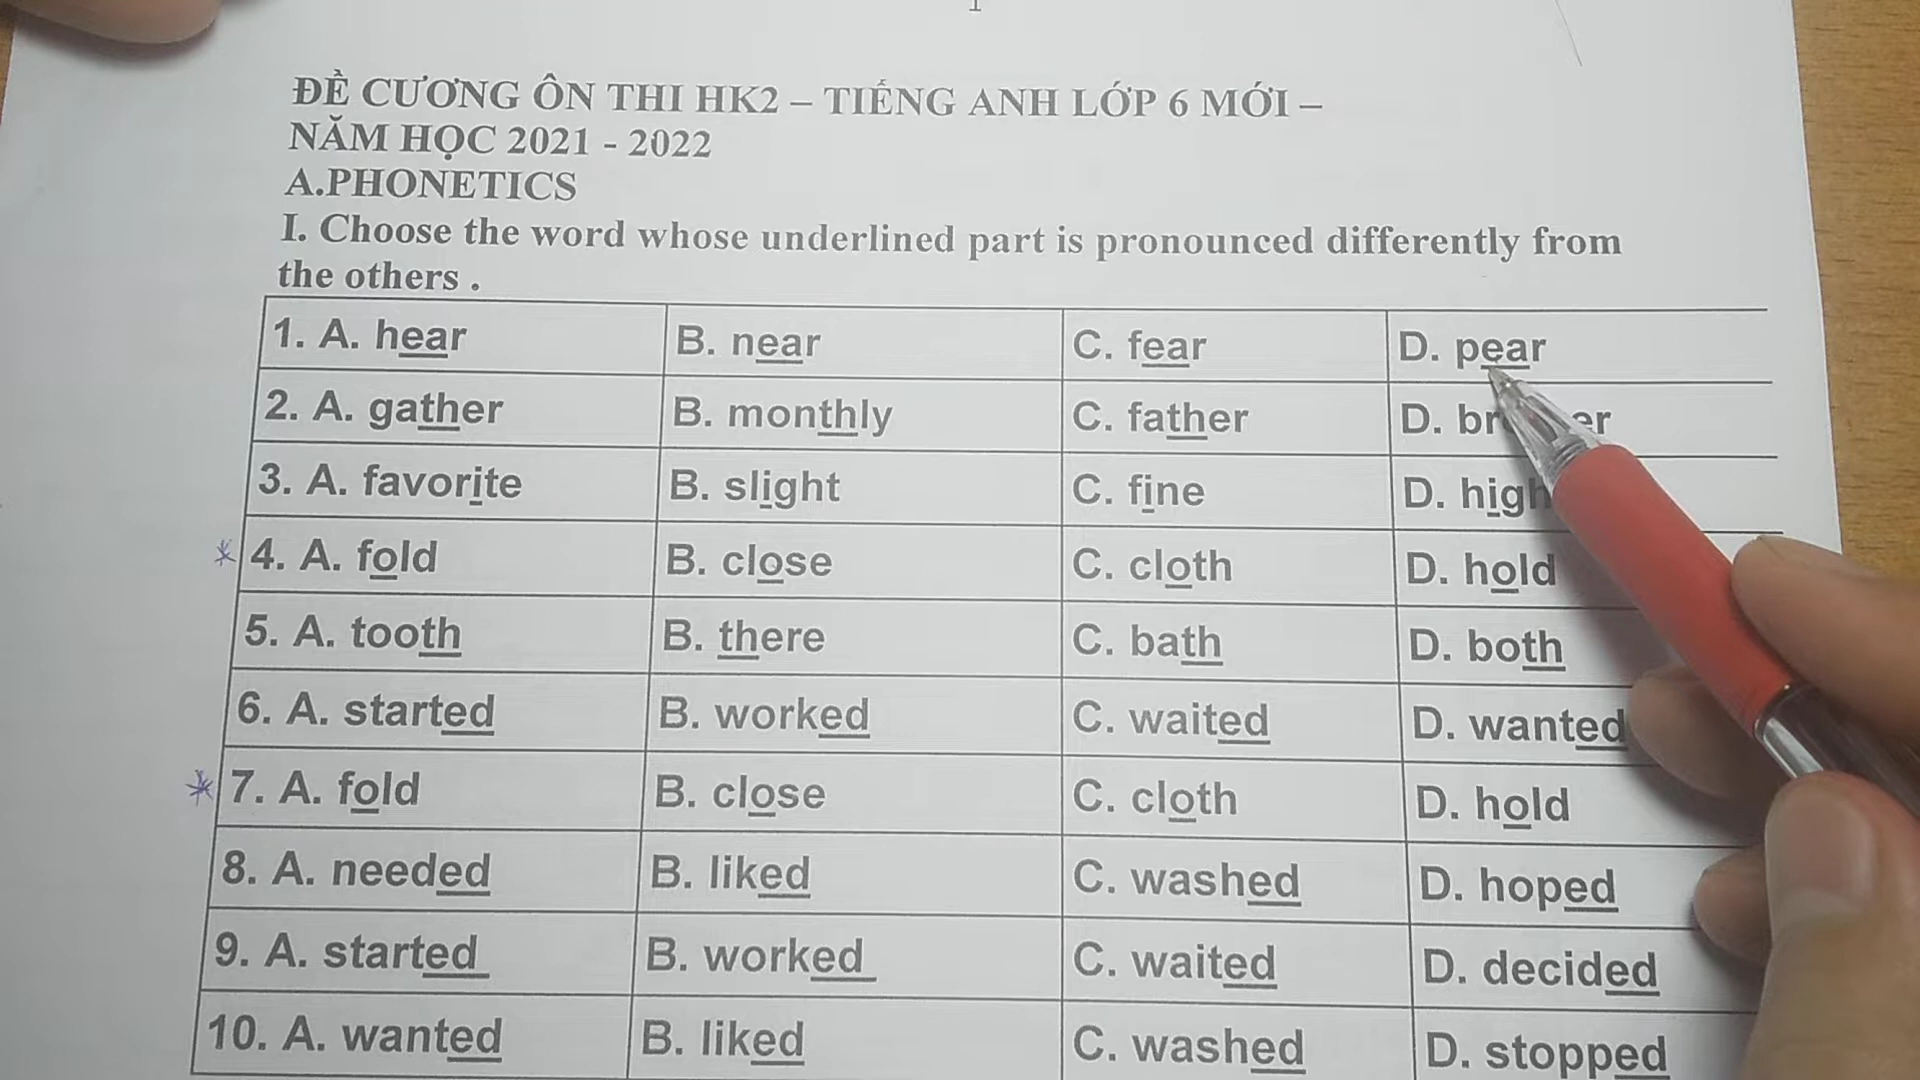 ĐỀ CƯƠNG ÔN THI HK2 – TIẾNG ANH LỚP 6 MỚI –
NĂM HỌC 2021 - 2022
A.PHONETICS
I. Choose the word whose underlined part is pronounced differently from
the others .
1. A. hear B. near C. fear D. pear
2. A. gather B. monthly C. father D.
3. A. favorite B. slight C. fine D. high
* 4. A. fold B. close C. cloth D. hold
5. A. tooth B. there C. bath D. both
6. A. started B. worked C. waited D. wanted
* 7. A. fold B. close C. cloth D. hold
8. A. needed B. liked C. washed D. hoped
9. A. started B. worked C. waited D. decided
10. A. wanted B. liked C. washed D. stopped